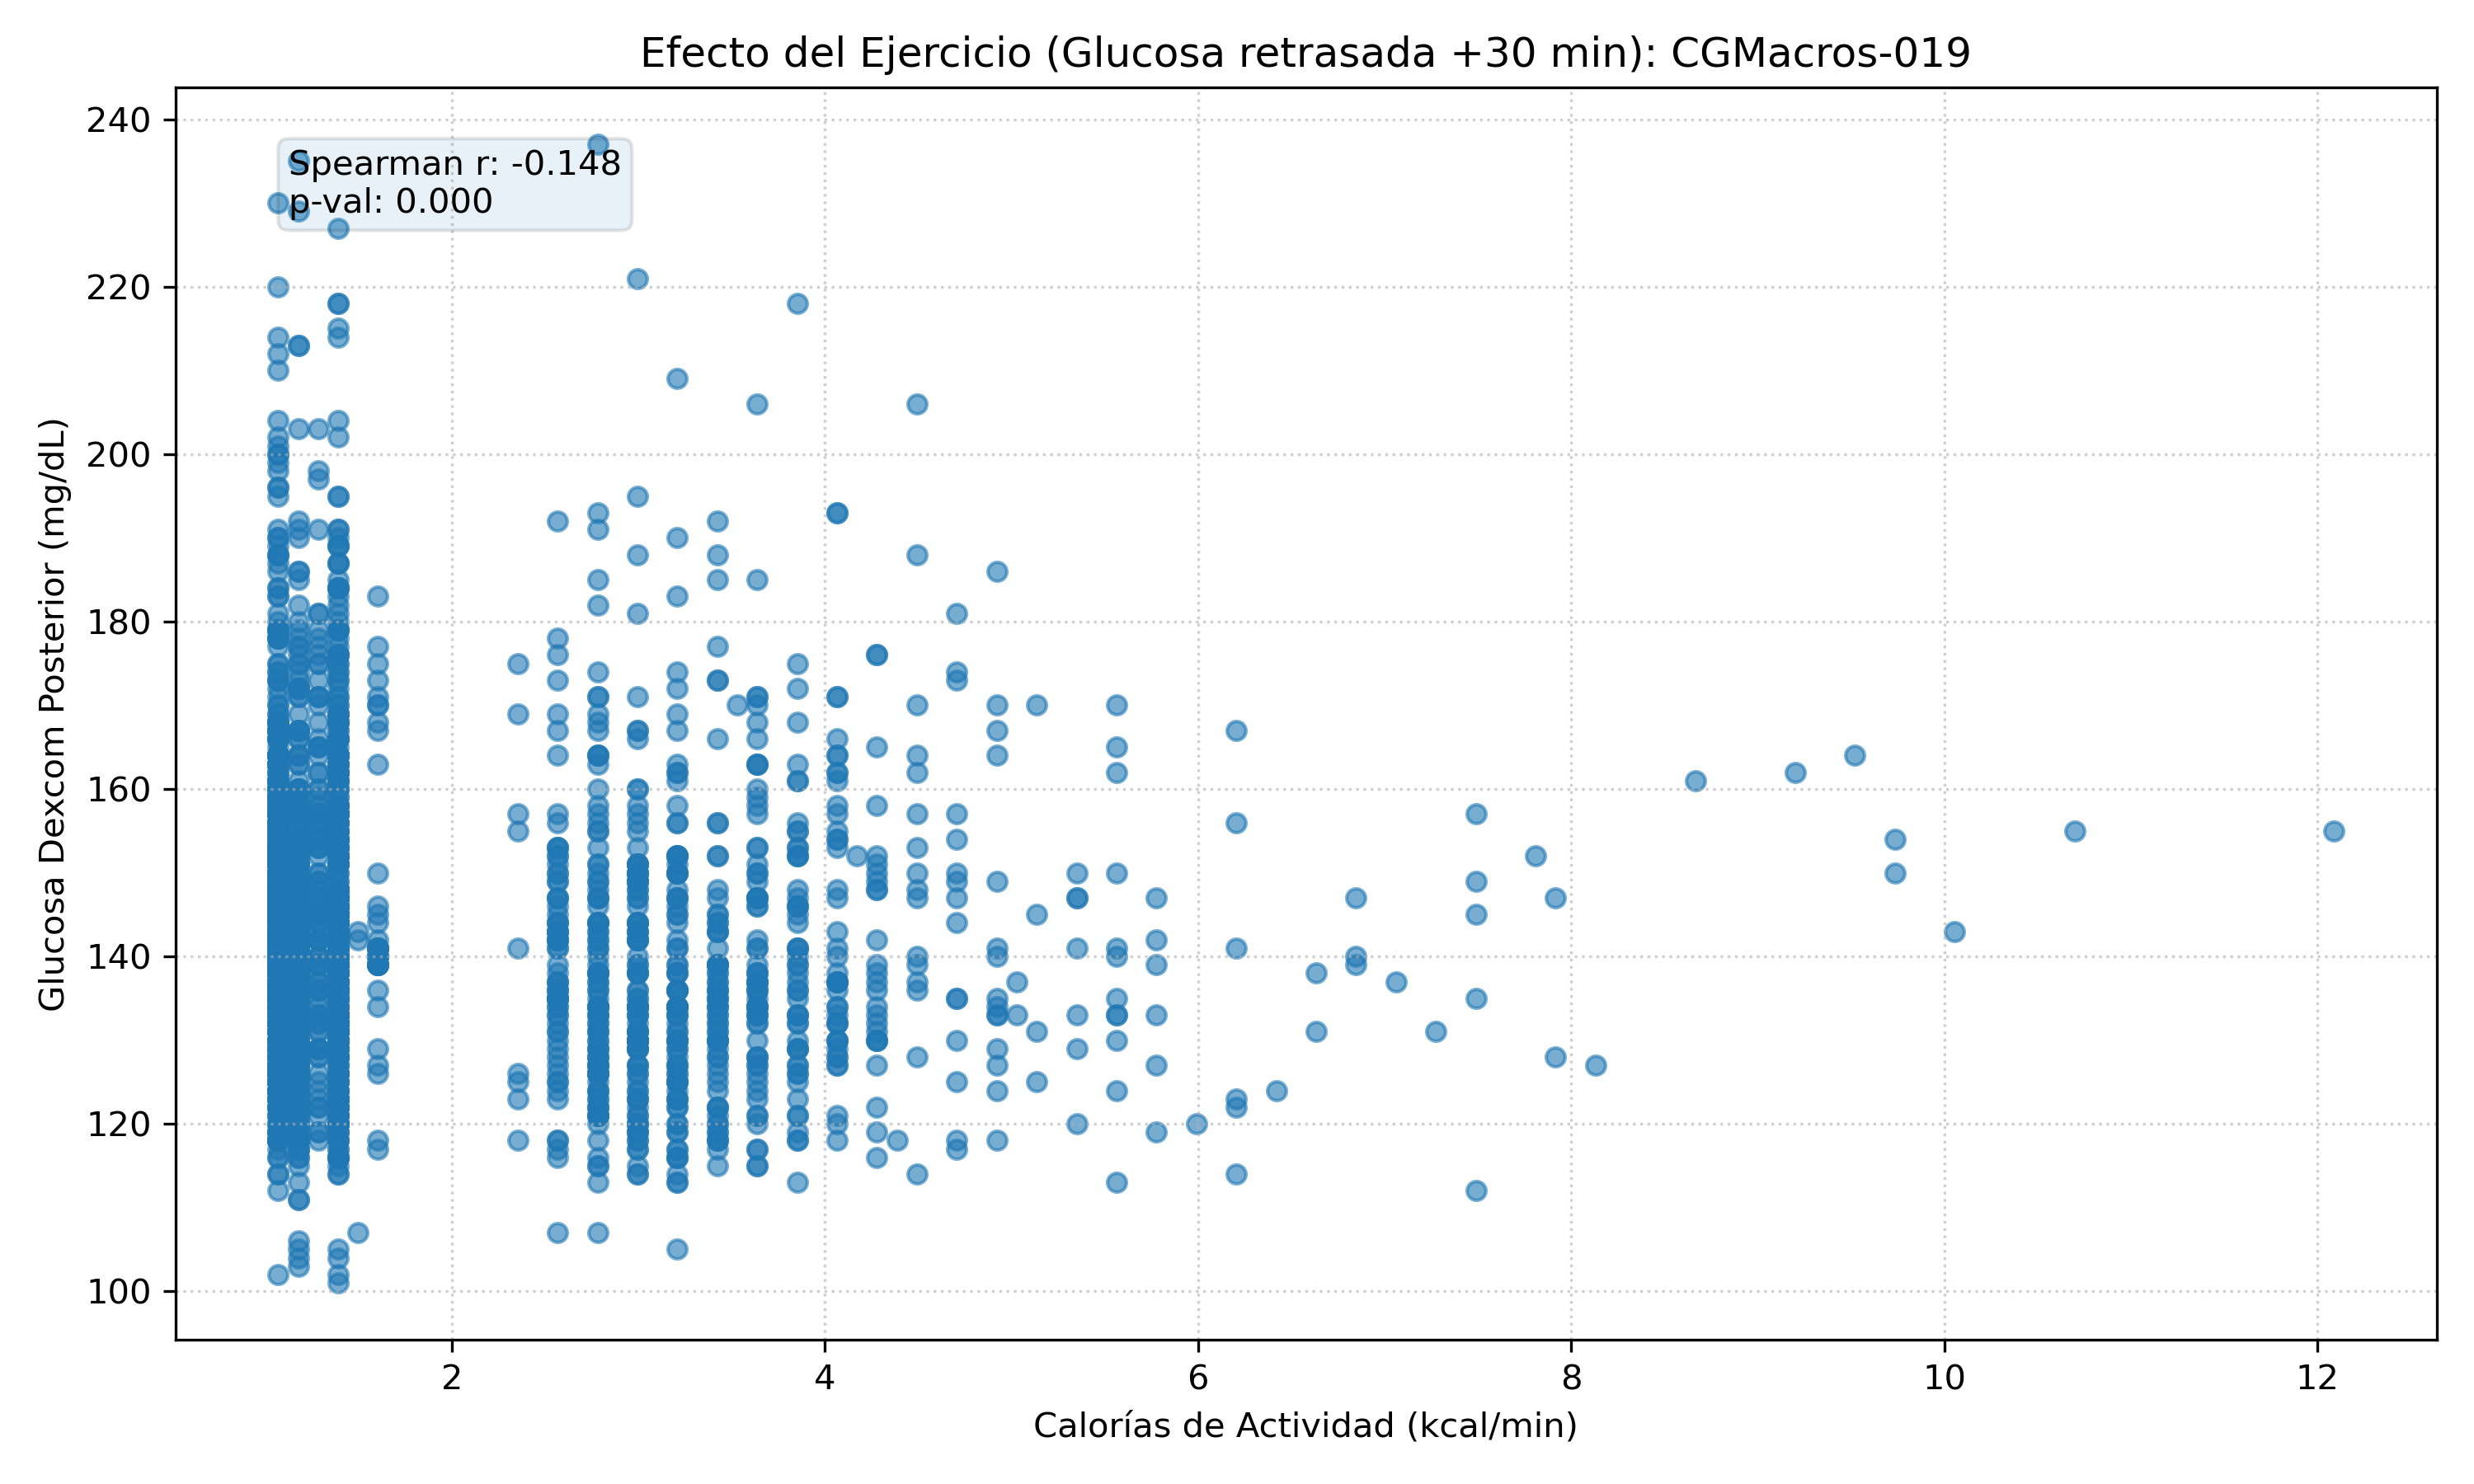 Efecto del Ejercicio (Glucosa retrasada +30 min): CGMacros-019
Spearman r: -0.148
p-val: 0.000
Glucosa Dexcom Posterior (mg/dL)
240
220
200
180
160
140
120
100
2
4
6
8
10
12
Calorías de Actividad (kcal/min)